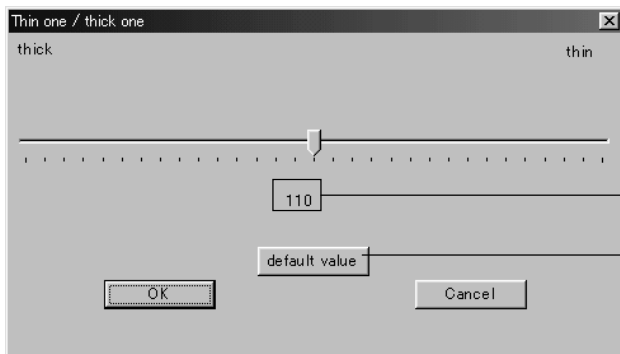 Thin one / thick one
thick thin
110
default value
OK Cancel